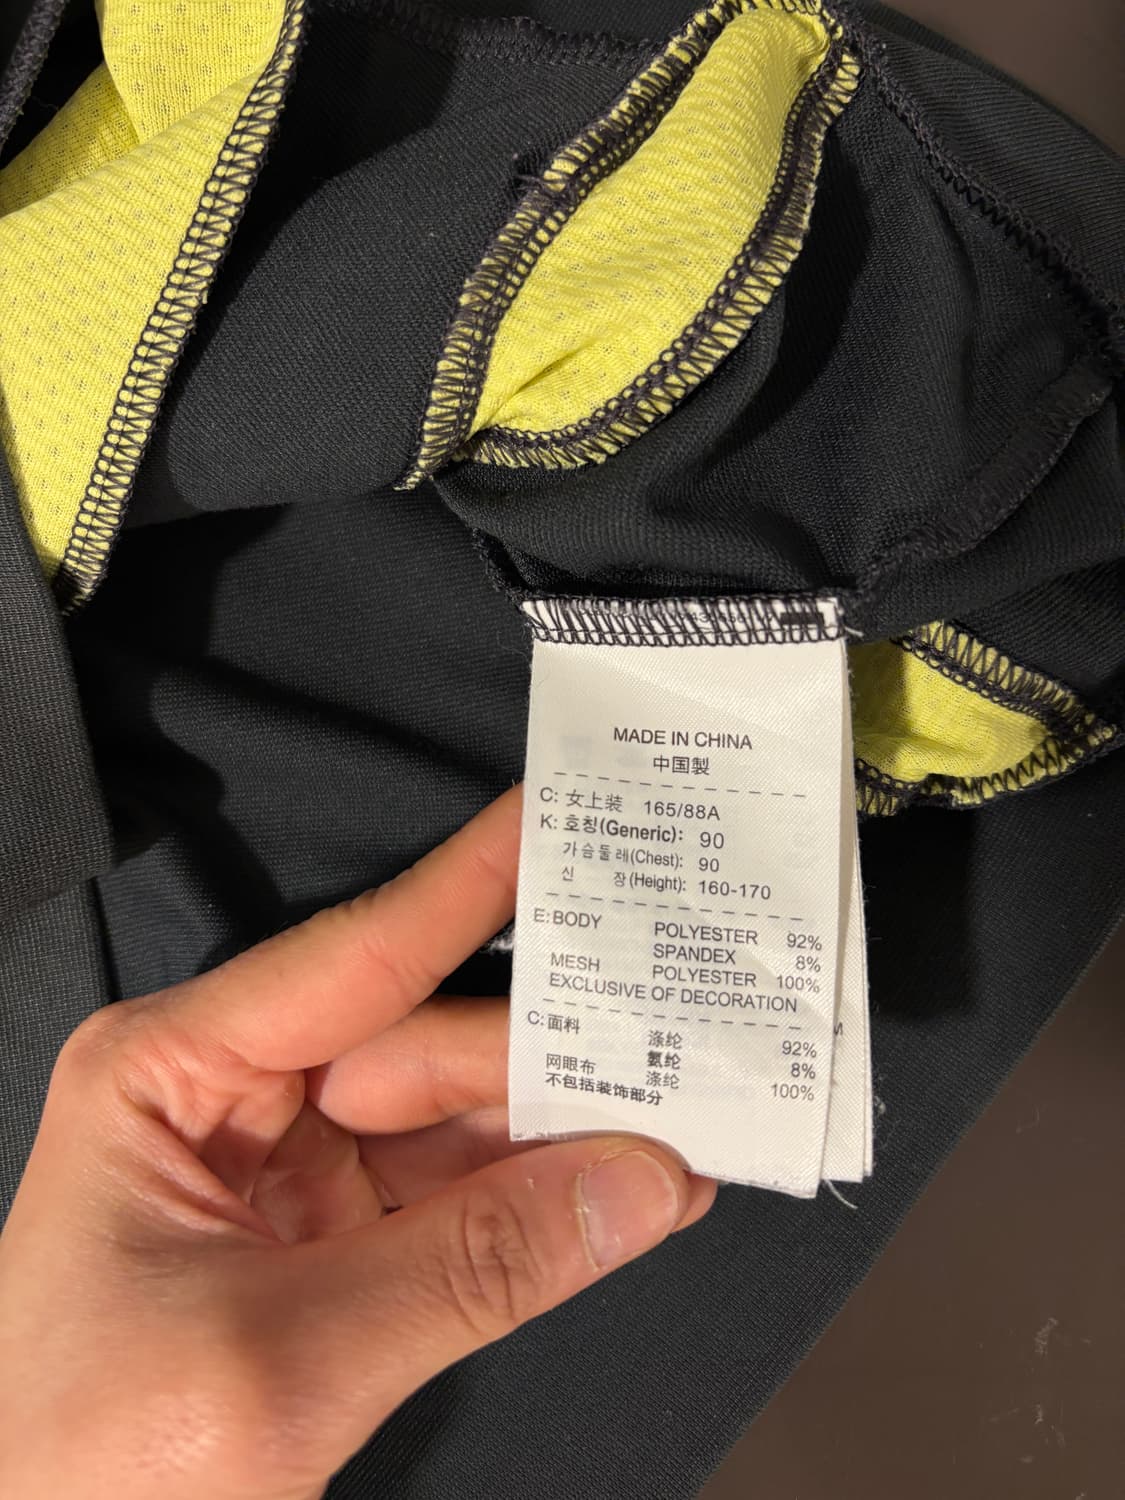 MADE IN CHINA
中国製
C: 女上装 165/88A
K: 호칭(Generic): 90
가슴둘레(Chest): 90
신 장(Height): 160-170
E: BODY POLYESTER 92%
SPANDEX 8%
MESH POLYESTER 100%
EXCLUSIVE OF DECORATION
C: 面料 涤纶 92%
氨纶 8%
网眼布 涤纶 100%
不包括装饰部分
M